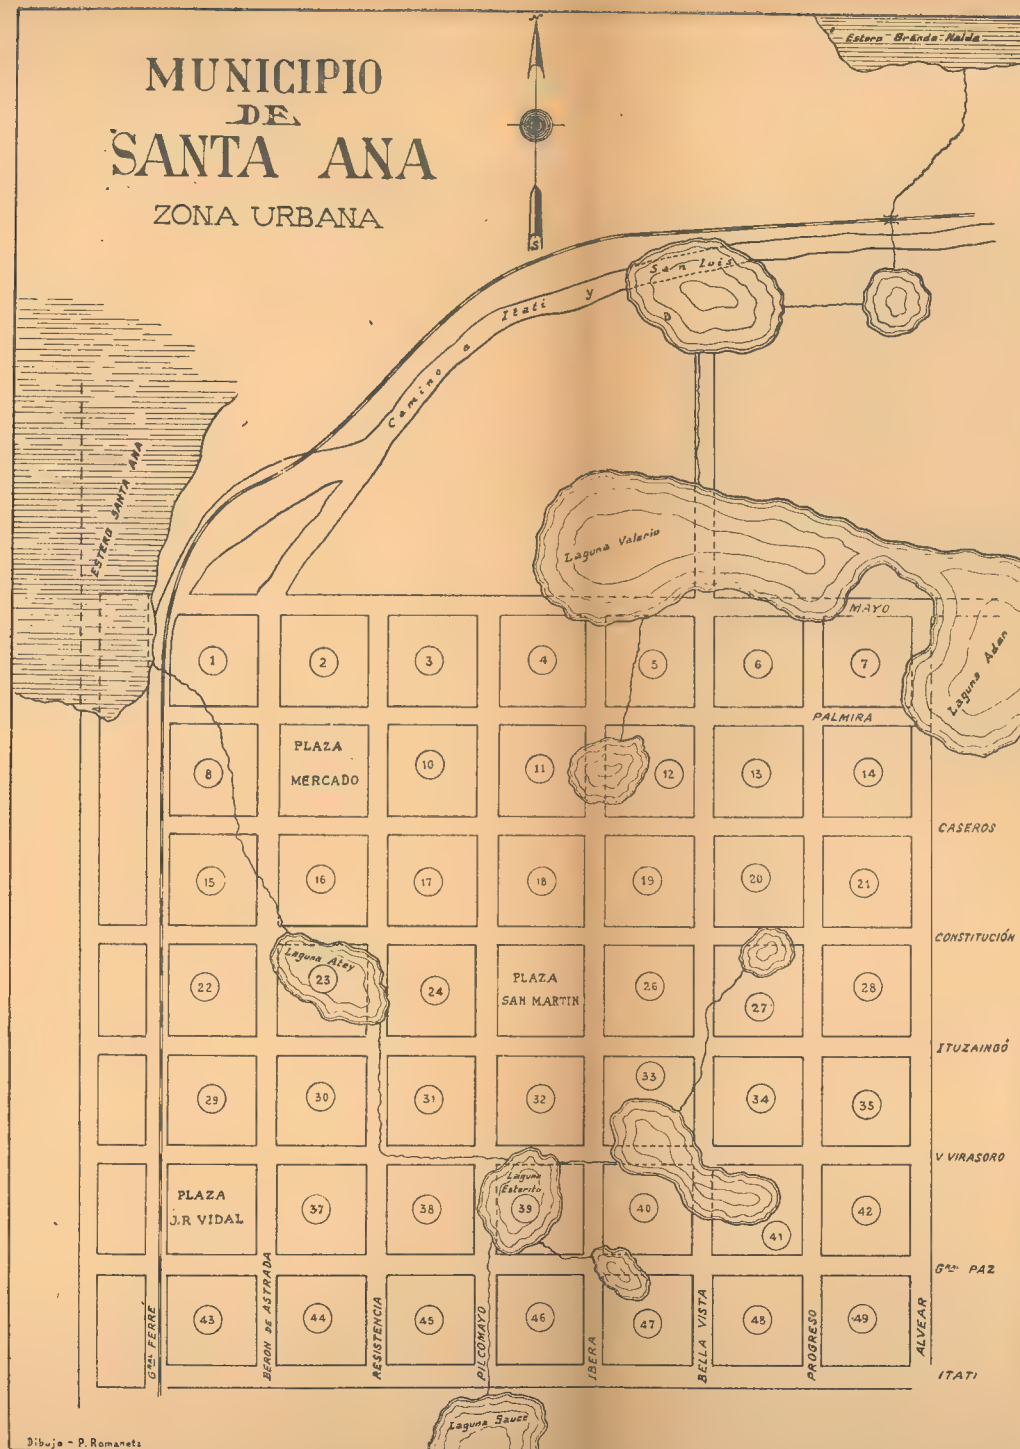 MUNICIPIO
DE
SANTA ANA
ZONA URBANA
N
S
Estero Branda-Nalda
San Luis
Camino a Itati y
ESTERO SANTA ANA
Laguna Valerio
MAYO
Laguna Adan
1
2
3
4
5
6
7
PALMIRA
8
PLAZA
MERCADO
10
11
12
13
14
CASEROS
15
16
17
18
19
20
21
CONSTITUCIÓN
22
Laguna Atey
23
24
PLAZA
SAN MARTIN
26
27
28
ITUZAINGÓ
29
30
31
32
33
34
35
V VIRASORO
PLAZA
J.R VIDAL
37
38
Laguna
Esterito
39
40
41
42
Gral PAZ
43
44
45
46
47
48
49
Gral FERRÉ
BERON DE ASTRADA
RESISTENCIA
PILCOMAYO
IBERA
BELLA VISTA
PROGRESO
ALVEAR
ITATI
Laguna Sauce
Dibujo - P. Romanets